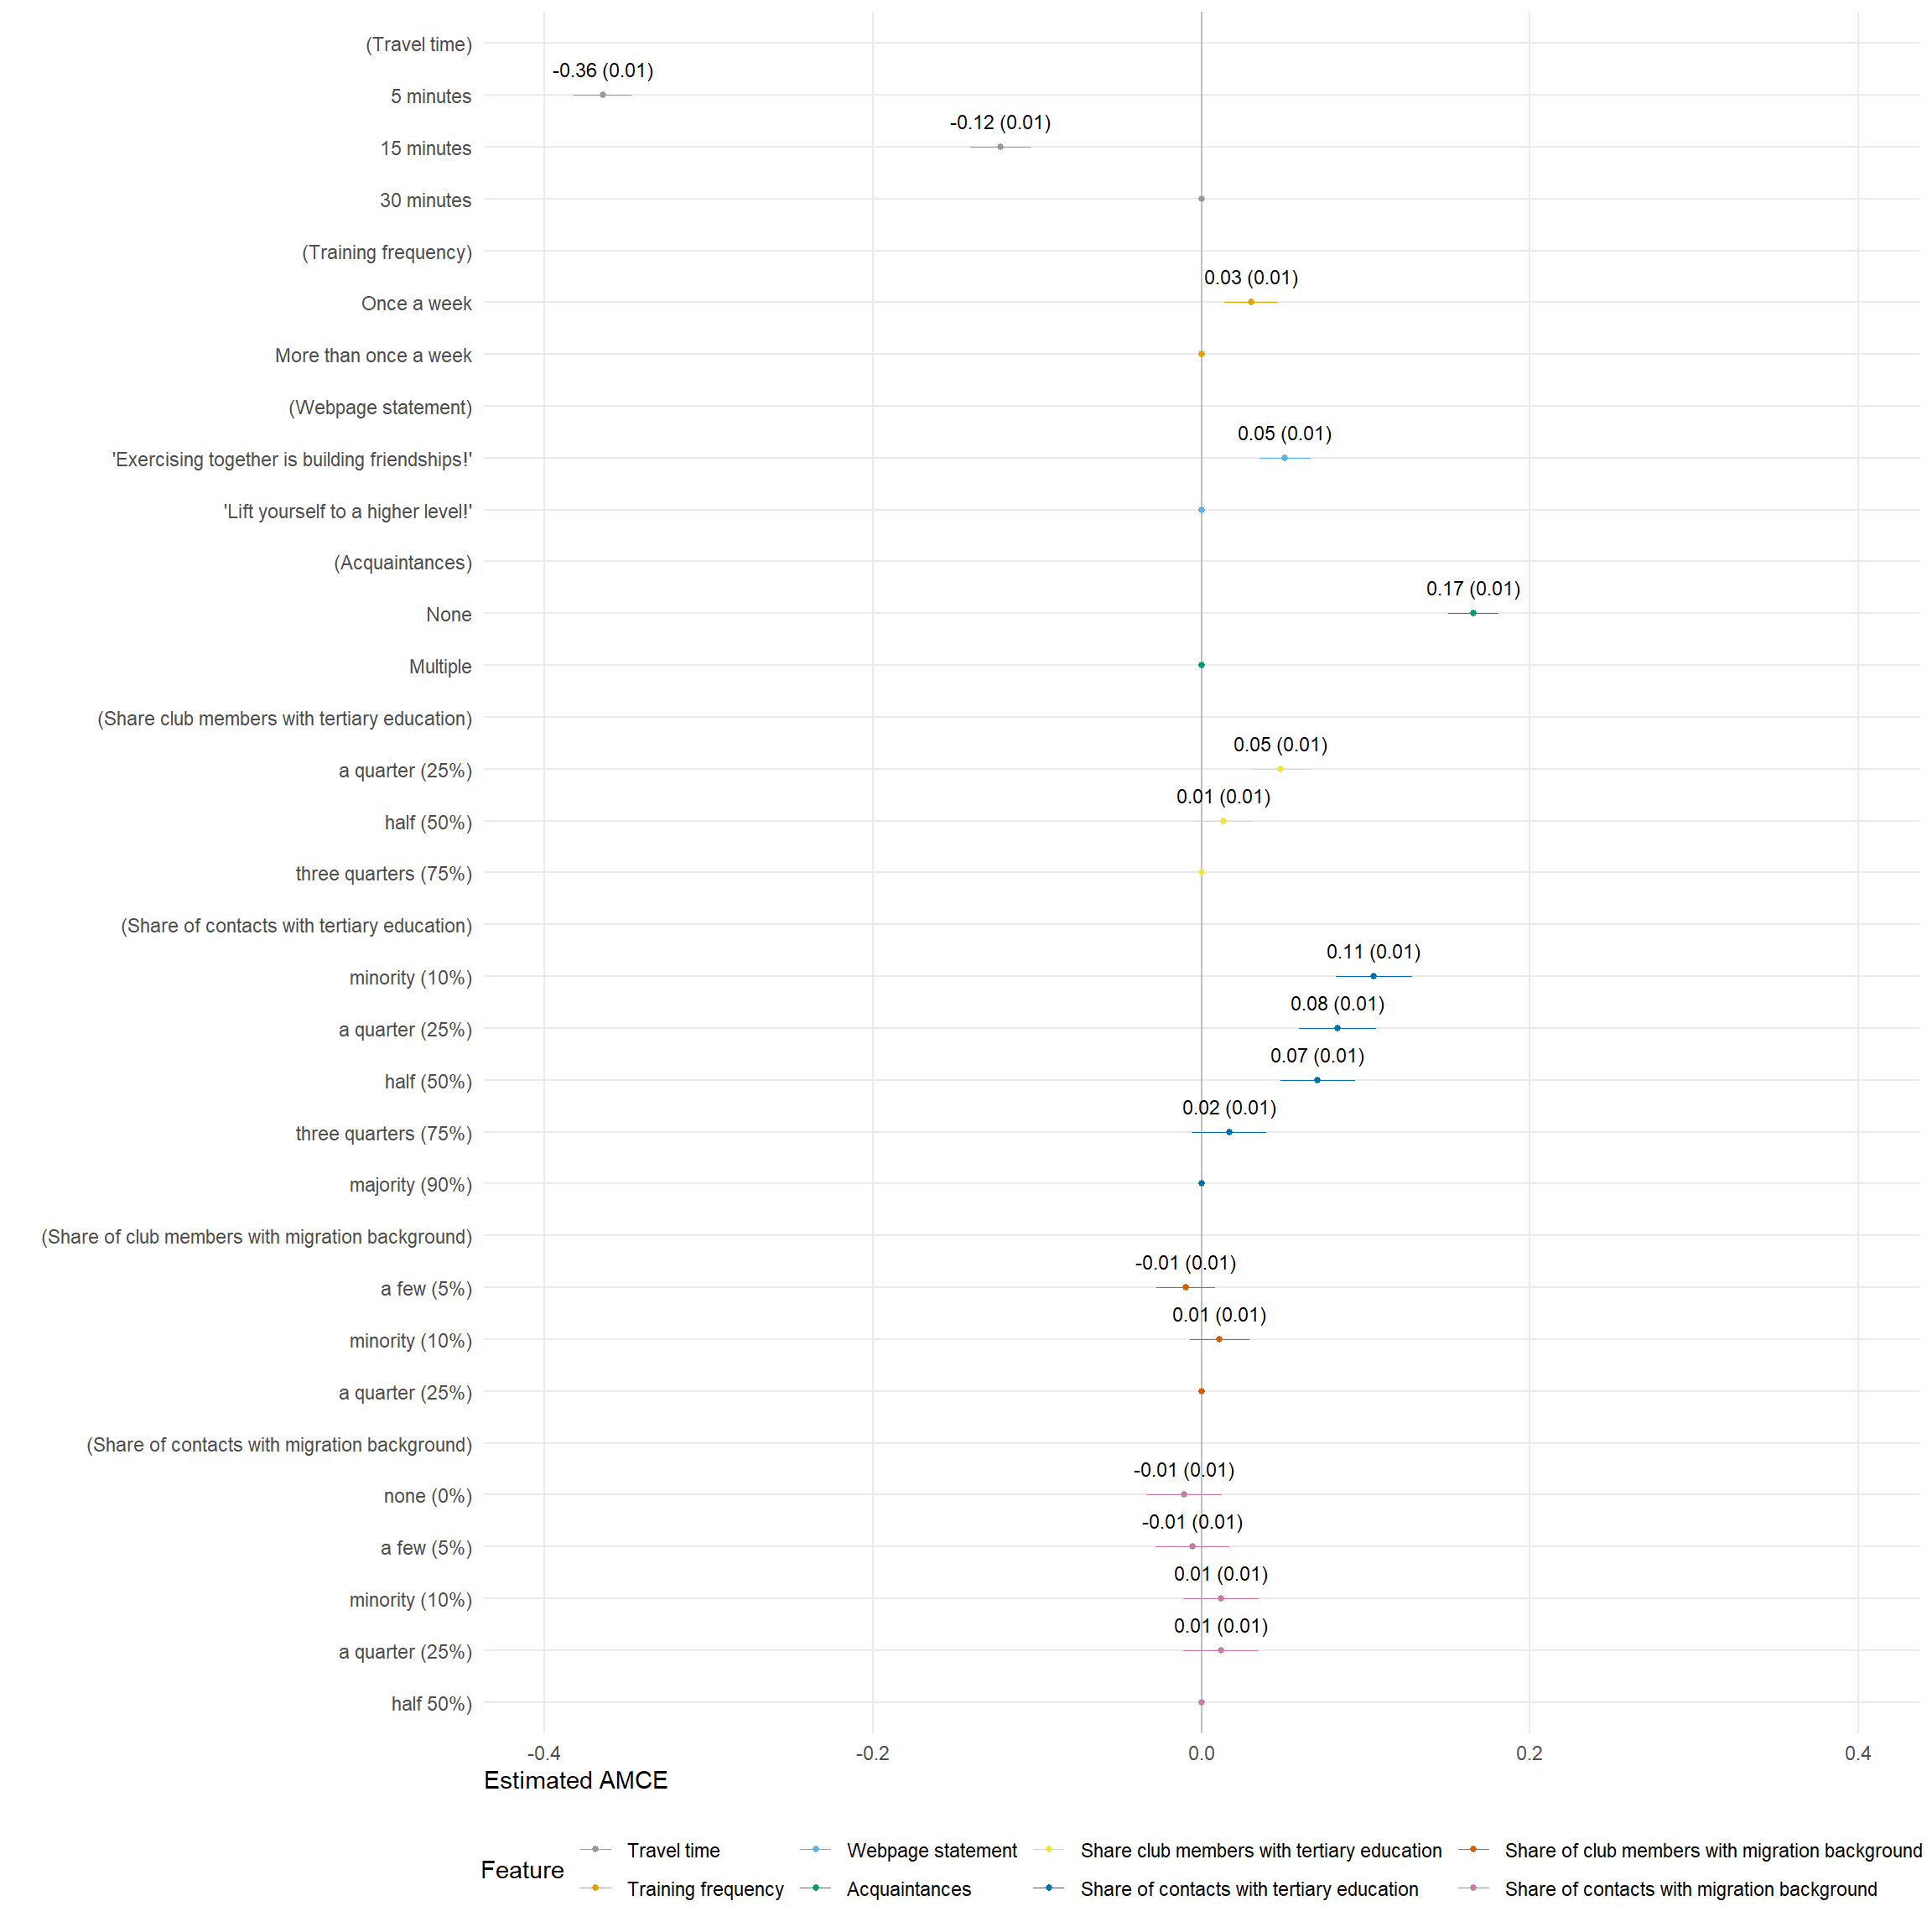 (Travel time)
-0.36 (0.01)
5 minutes
-0.12 (0.01)
15 minutes
30 minutes
(Training frequency)
0.03 (0.01)
Once a week
More than once a week
(Webpage statement)
0.05 (0.01)
'Exercising together is building friendships!'
'Lift yourself to a higher level!'
(Acquaintances)
0.17 (0.01)
None
Multiple
(Share club members with tertiary education)
0.05 (0.01)
a quarter (25%)
0.01 (0.01)
half (50%)
three quarters (75%)
(Share of contacts with tertiary education)
0.11 (0.01)
minority (10%)
0.08 (0.01)
a quarter (25%)
0.07 (0.01)
half (50%)
0.02 (0.01)
three quarters (75%)
majority (90%)
(Share of club members with migration background)
-0.01 (0.01)
a few (5%)
0.01 (0.01)
minority (10%)
a quarter (25%)
(Share of contacts with migration background)
-0.01 (0.01)
none (0%)
-0.01 (0.01)
a few (5%)
0.01 (0.01)
minority (10%)
0.01 (0.01)
a quarter (25%)
half 50%)
-0.4 -0.2 0.0 0.2 0.4
Estimated AMCE
Feature
Travel time Webpage statement Share club members with tertiary education Share of club members with migration background
Training frequency Acquaintances Share of contacts with tertiary education Share of contacts with migration background